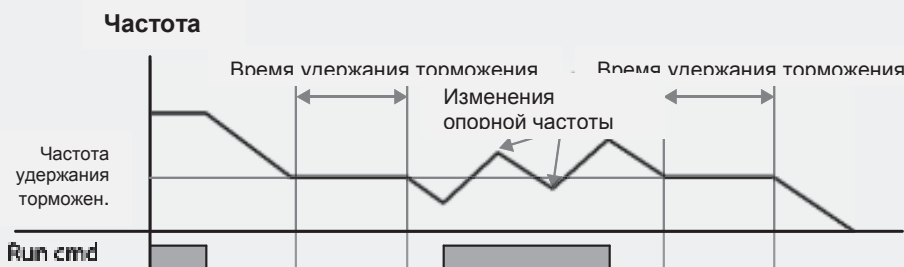 Частота
Время удержания торможения
Время удержания торможения
Изменения
опорной частоты
Частота
удержания
торможен.
Run cmd